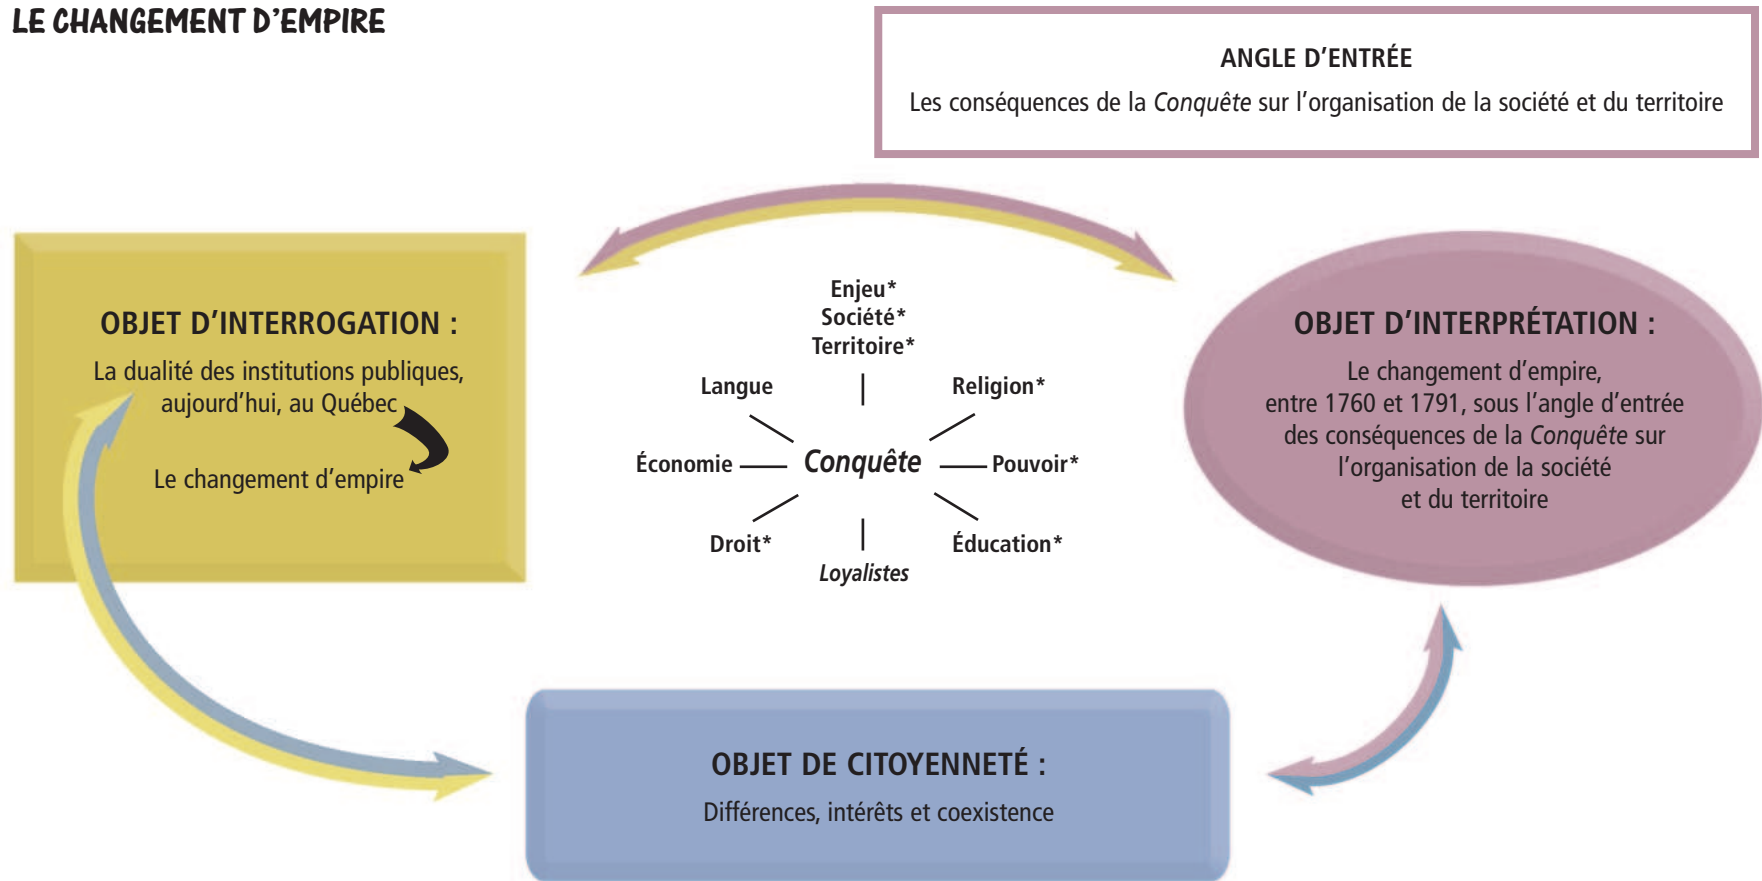 LE CHANGEMENT D'EMPIRE
ANGLE D'ENTRÉE
Les conséquences de la Conquête sur l'organisation de la société et du territoire
OBJET D'INTERROGATION :
La dualité des institutions publiques,
aujourd'hui, au Québec
Le changement d'empire
Enjeu*
Société*
Territoire*
Langue
Religion*
Économie
Conquête
Pouvoir*
Droit*
Éducation*
Loyalistes
OBJET D'INTERPRÉTATION :
Le changement d'empire,
entre 1760 et 1791, sous l'angle d'entrée
des conséquences de la Conquête sur
l'organisation de la société
et du territoire
OBJET DE CITOYENNETÉ :
Différences, intérêts et coexistence